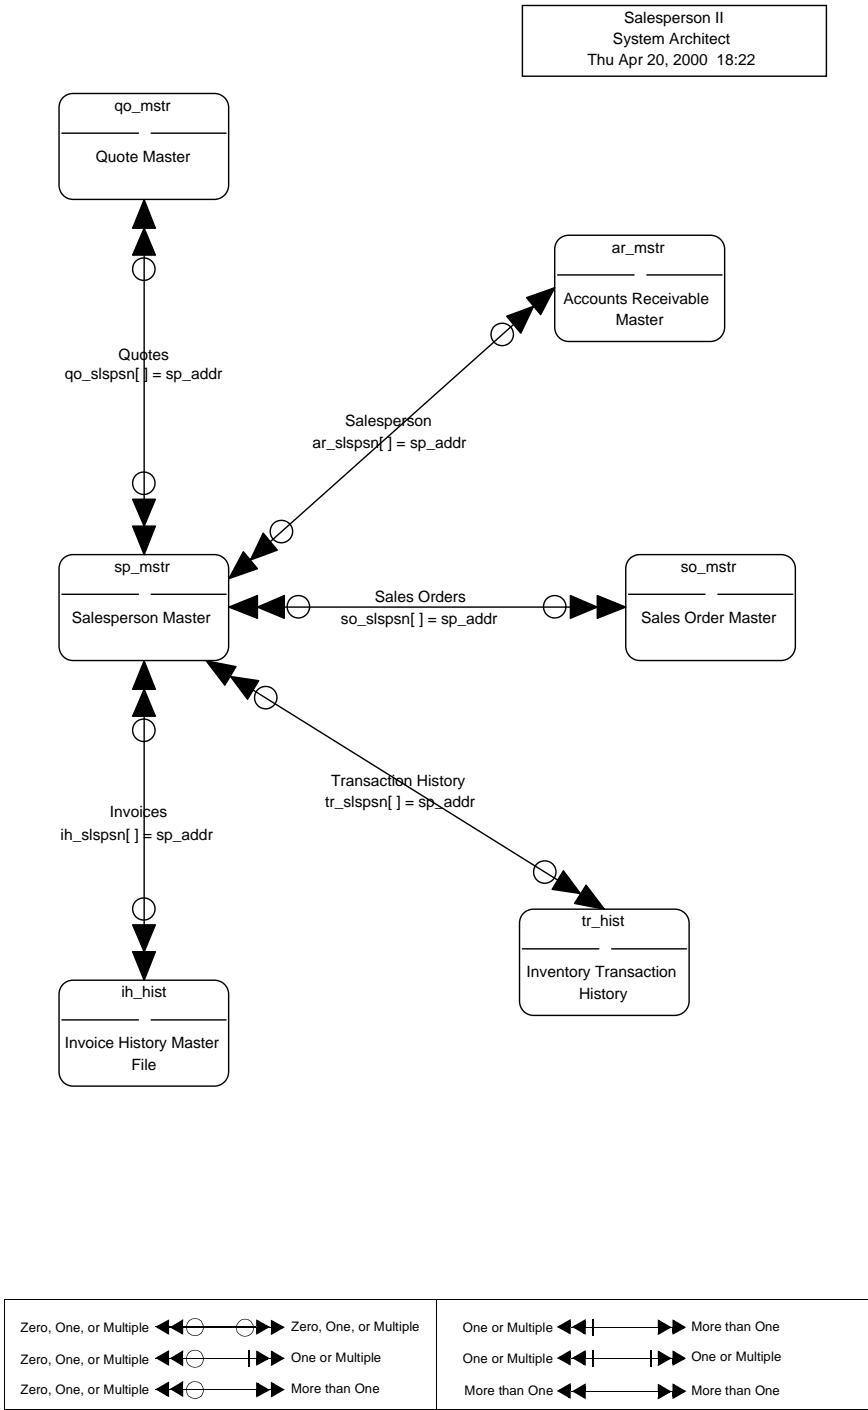 Salesperson II
System Architect
Thu Apr 20, 2000  18:22
qo_mstr
Quote Master
ar_mstr
Accounts Receivable
Master
Quotes
qo_slspsn[ ] = sp_addr
Salesperson
ar_slspsn[ ] = sp_addr
sp_mstr
Salesperson Master
Sales Orders
so_slspsn[ ] = sp_addr
so_mstr
Sales Order Master
Transaction History
tr_slspsn[ ] = sp_addr
Invoices
ih_slspsn[ ] = sp_addr
tr_hist
Inventory Transaction
History
ih_hist
Invoice History Master
File
Zero, One, or Multiple Zero, One, or Multiple
Zero, One, or Multiple One or Multiple
Zero, One, or Multiple More than One
One or Multiple More than One
One or Multiple One or Multiple
More than One More than One